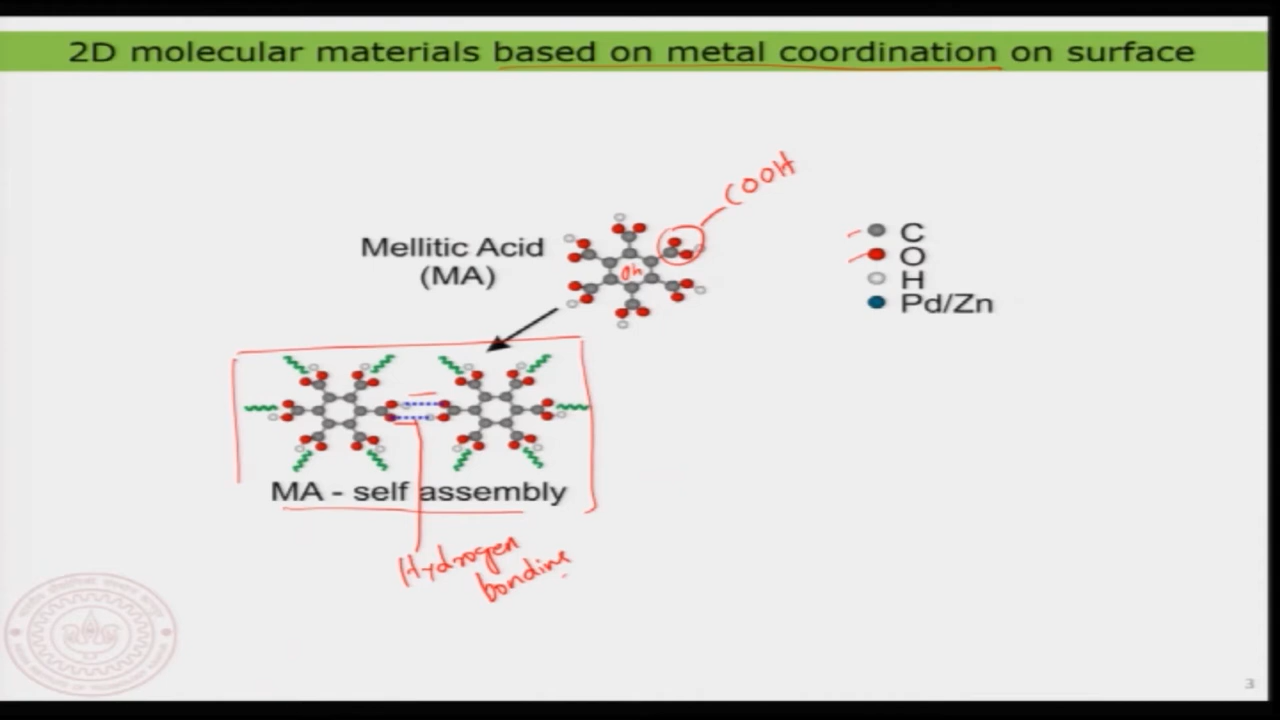 2D molecular materials based on metal coordination on surface
COOH
Mellitic Acid
(MA)
Ph
C
O
H
Pd/Zn
MA - self assembly
Hydrogen
bonding
3